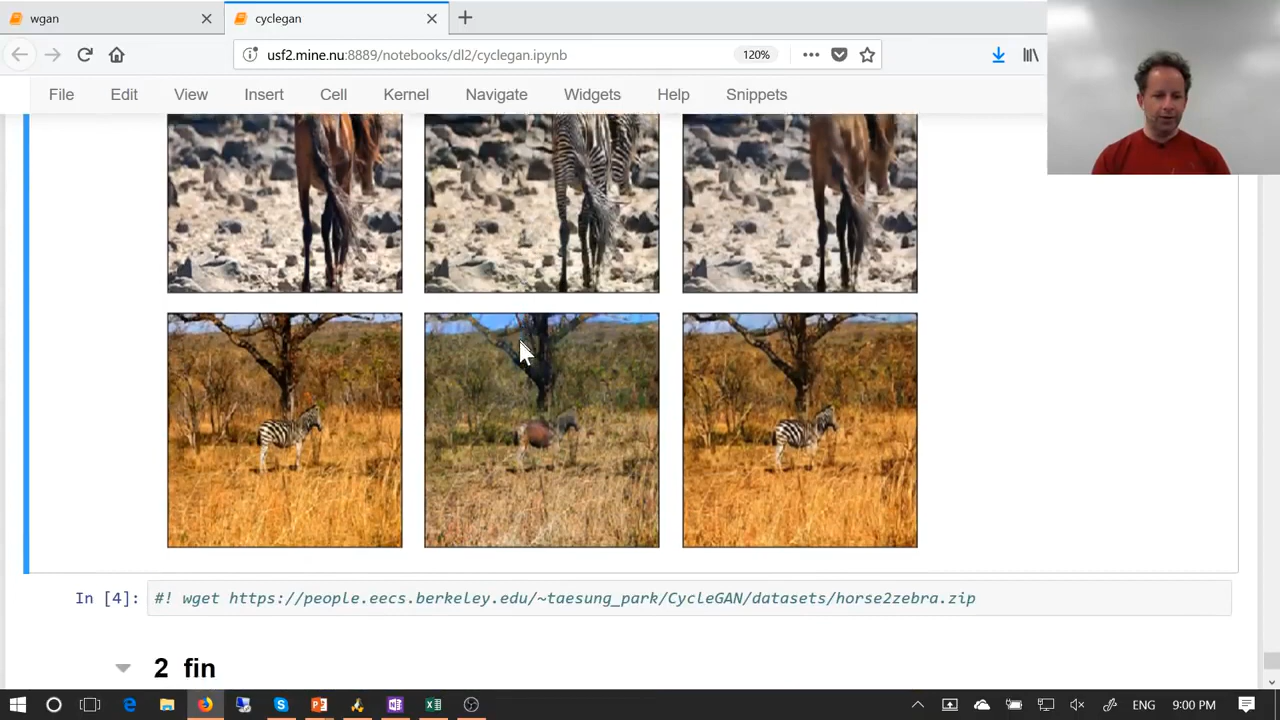 wgan
cyclegan
usf2.mine.nu:8889/notebooks/dl2/cyclegan.ipynb
120%
File Edit View Insert Cell Kernel Navigate Widgets Help Snippets
In [4]: #! wget https://people.eecs.berkeley.edu/~taesung_park/CycleGAN/datasets/horse2zebra.zip
2 fin
ENG 9:00 PM